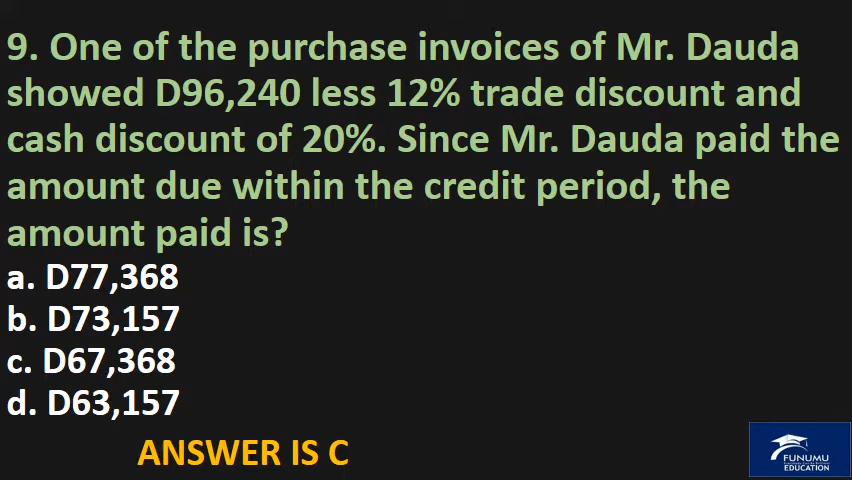 9. One of the purchase invoices of Mr. Dauda
showed D96,240 less 12% trade discount and
cash discount of 20%. Since Mr. Dauda paid the
amount due within the credit period, the
amount paid is?
a. D77,368
b. D73,157
c. D67,368
d. D63,157
ANSWER IS C
FUNUMU
EDUCATION